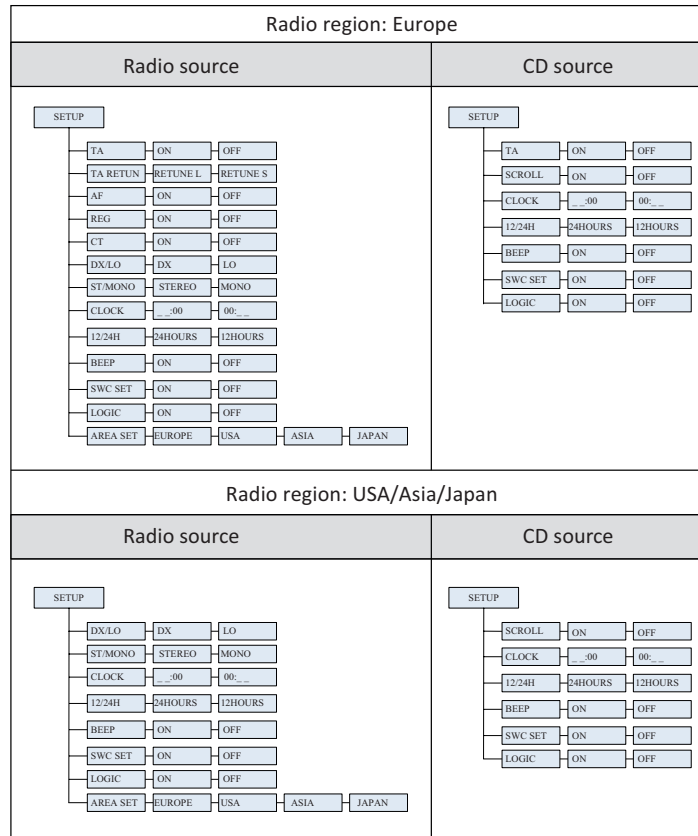 Radio region: Europe
Radio source
CD source
SETUP
TA ON OFF
TA RETUN RETUNE L RETUNE S
AF ON OFF
REG ON OFF
CT ON OFF
DX/LO DX LO
ST/MONO STEREO MONO
CLOCK _ _:00 00:_ _
12/24H 24HOURS 12HOURS
BEEP ON OFF
SWC SET ON OFF
LOGIC ON OFF
AREA SET EUROPE USA ASIA JAPAN
SETUP
TA ON OFF
SCROLL ON OFF
CLOCK _ _:00 00:_ _
12/24H 24HOURS 12HOURS
BEEP ON OFF
SWC SET ON OFF
LOGIC ON OFF
Radio region: USA/Asia/Japan
Radio source
CD source
SETUP
DX/LO DX LO
ST/MONO STEREO MONO
CLOCK _ _:00 00:_ _
12/24H 24HOURS 12HOURS
BEEP ON OFF
SWC SET ON OFF
LOGIC ON OFF
AREA SET EUROPE USA ASIA JAPAN
SETUP
SCROLL ON OFF
CLOCK _ _:00 00:_ _
12/24H 24HOURS 12HOURS
BEEP ON OFF
SWC SET ON OFF
LOGIC ON OFF